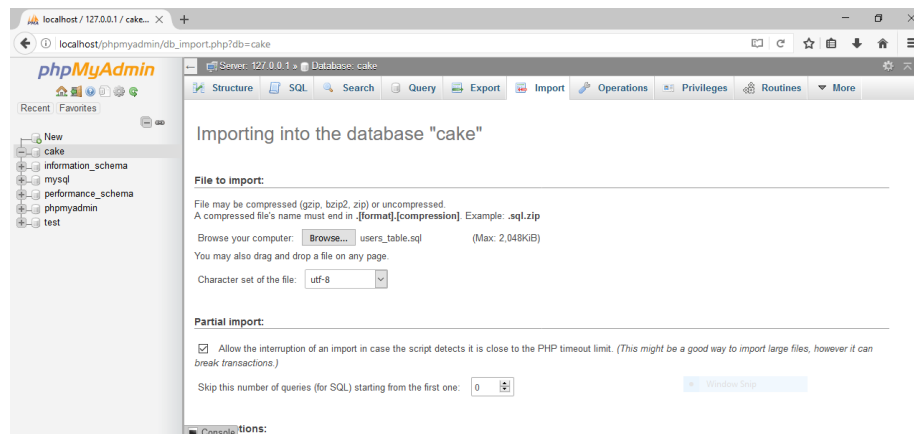 localhost / 127.0.0.1 / cake...
localhost/phpmyadmin/db_import.php?db=cake
phpMyAdmin
Recent Favorites
New
cake
information_schema
mysql
performance_schema
phpmyadmin
test
Server: 127.0.0.1 » Database: cake
Structure SQL Search Query Export Import Operations Privileges Routines More
Importing into the database "cake"
File to import:
File may be compressed (gzip, bzip2, zip) or uncompressed.
A compressed file's name must end in .[format].[compression]. Example: .sql.zip
Browse your computer: Browse... users_table.sql (Max: 2,048KiB)
You may also drag and drop a file on any page.
Character set of the file: utf-8
Partial import:
Allow the interruption of an import in case the script detects it is close to the PHP timeout limit. (This might be a good way to import large files, however it can
break transactions.)
Skip this number of queries (for SQL) starting from the first one: 0
Window Snip
Console tions: